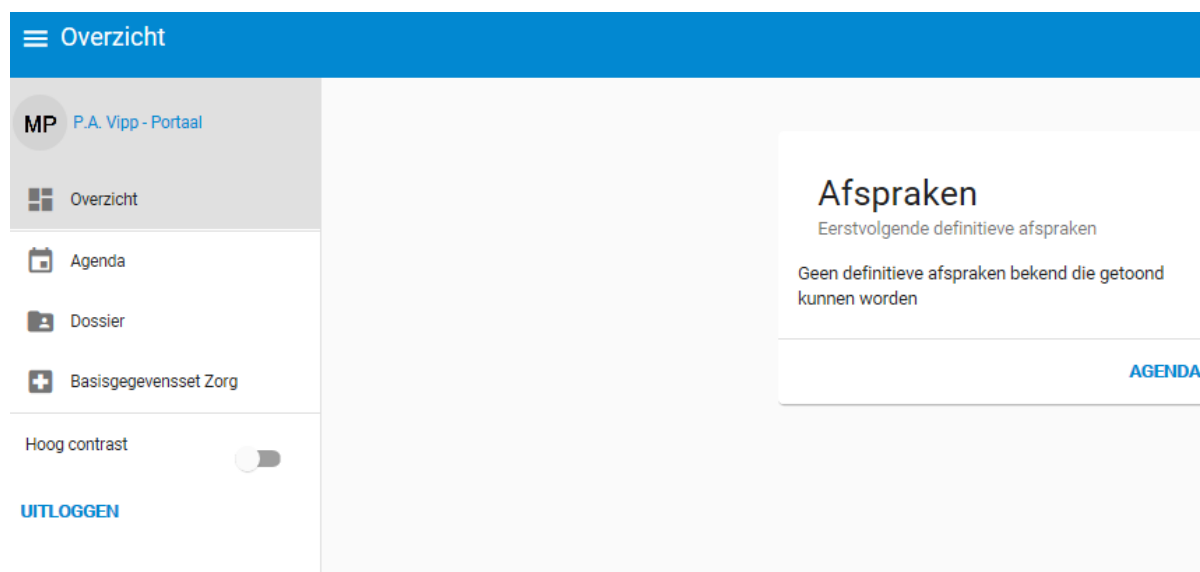 Overzicht
MP P.A. Vipp - Portaal
Overzicht
Agenda
Dossier
Basisgegevensset Zorg
Hoog contrast
UITLOGGEN
Afspraken
Eerstvolgende definitieve afspraken
Geen definitieve afspraken bekend die getoond
kunnen worden
AGENDA